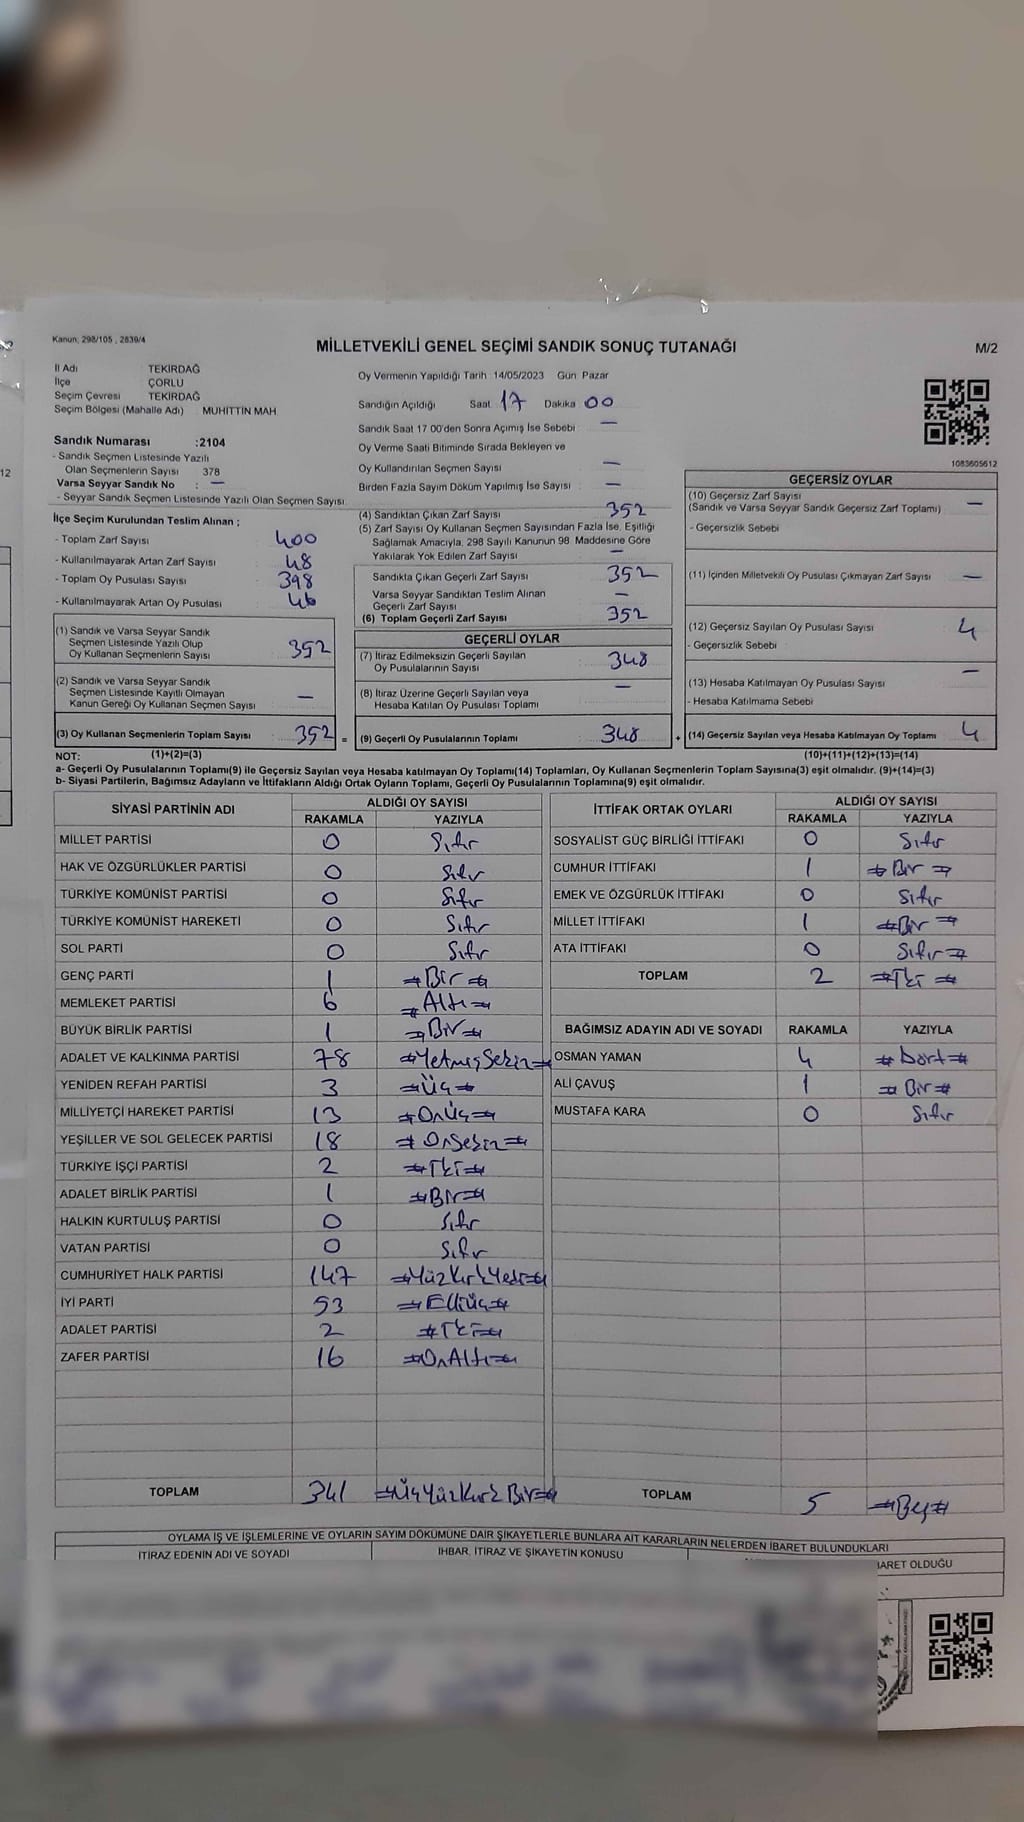 Kanun, 298/105 , 2839/4
MİLLETVEKİLİ GENEL SEÇİMİ SANDIK SONUÇ TUTANAĞI
M/2
İl Adı : TEKİRDAĞ
İlçe : ÇORLU
Seçim Çevresi : TEKİRDAĞ
Seçim Bölgesi (Mahalle Adı) : MUHİTTİN MAH
Sandık Numarası :2104
- Sandık Seçmen Listesinde Yazılı
Olan Seçmenlerin Sayısı : 378
Varsa Seyyar Sandık No : —
- Seyyar Sandık Seçmen Listesinde Yazılı Olan Seçmen Sayısı
İlçe Seçim Kurulundan Teslim Alınan ;
- Toplam Zarf Sayısı : 400
- Kullanılmayarak Artan Zarf Sayısı : 48
- Toplam Oy Pusulası Sayısı : 398
- Kullanılmayarak Artan Oy Pusulası : 46
(1) Sandık ve Varsa Seyyar Sandık
Seçmen Listesinde Yazılı Olup
Oy Kullanan Seçmenlerin Sayısı : 352
(2) Sandık ve Varsa Seyyar Sandık
Seçmen Listesinde Kayıtlı Olmayan
Kanun Gereği Oy Kullanan Seçmen Sayısı : —
(3) Oy Kullanan Seçmenlerin Toplam Sayısı : 352 =
Oy Vermenin Yapıldığı Tarih :14/05/2023 Gün: Pazar
Sandığın Açıldığı Saat: 17 Dakika: 00
Sandık Saat 17:00'den Sonra Açımış İse Sebebi : —
Oy Verme Saati Bitiminde Sırada Bekleyen ve
Oy Kullandırılan Seçmen Sayısı : —
Birden Fazla Sayım Döküm Yapılmış İse Sayısı : —
(4) Sandıktan Çıkan Zarf Sayısı : 352
(5) Zarf Sayısı Oy Kullanan Seçmen Sayısından Fazla İse, Eşitliği
Sağlamak Amacıyla, 298 Sayılı Kanunun 98. Maddesine Göre
Yakılarak Yok Edilen Zarf Sayısı : —
Sandıkta Çıkan Geçerli Zarf Sayısı : 352
Varsa Seyyar Sandıktan Teslim Alınan
Geçerli Zarf Sayısı : —
(6) Toplam Geçerli Zarf Sayısı : 352
GEÇERLİ OYLAR
(7) İtiraz Edilmeksizin Geçerli Sayılan
Oy Pusulalarının Sayısı : 348
(8) İtiraz Üzerine Geçerli Sayılan veya
Hesaba Katılan Oy Pusulası Toplamı : —
(9) Geçerli Oy Pusulalarının Toplamı : 348 +
1083605612
GEÇERSİZ OYLAR
(10) Geçersiz Zarf Sayısı
(Sandık ve Varsa Seyyar Sandık Geçersiz Zarf Toplamı) : —
- Geçersizlik Sebebi :
(11) İçinden Milletvekili Oy Pusulası Çıkmayan Zarf Sayısı : —
(12) Geçersiz Sayılan Oy Pusulası Sayısı : 4
- Geçersizlik Sebebi :
(13) Hesaba Katılmayan Oy Pusulası Sayısı : —
- Hesaba Katılmama Sebebi :
(14) Geçersiz Sayılan veya Hesaba Katılmayan Oy Toplamı : 4
NOT: (1)+(2)=(3) (10)+(11)+(12)+(13)=(14)
a- Geçerli Oy Pusulalarının Toplamı(9) ile Geçersiz Sayılan veya Hesaba katılmayan Oy Toplamı(14) Toplamları, Oy Kullanan Seçmenlerin Toplam Sayısına(3) eşit olmalıdır. (9)+(14)=(3)
b- Siyasi Partilerin, Bağımsız Adayların ve İttifakların Aldığı Ortak Oyların Toplamı, Geçerli Oy Pusulalarının Toplamına(9) eşit olmalıdır.
SİYASİ PARTİNİN ADI ALDIĞI OY SAYISI
RAKAMLA YAZIYLA
MİLLET PARTİSİ 0 Sıfır
HAK VE ÖZGÜRLÜKLER PARTİSİ 0 Sıfır
TÜRKİYE KOMÜNİST PARTİSİ 0 Sıfır
TÜRKİYE KOMÜNİST HAREKETİ 0 Sıfır
SOL PARTİ 0 Sıfır
GENÇ PARTİ 1 =Bir=
MEMLEKET PARTİSİ 6 =Altı=
BÜYÜK BİRLİK PARTİSİ 1 =Bir=
ADALET VE KALKINMA PARTİSİ 78 =YetmişSekiz=
YENİDEN REFAH PARTİSİ 3 =Üç=
MİLLİYETÇİ HAREKET PARTİSİ 13 =OnÜç=
YEŞİLLER VE SOL GELECEK PARTİSİ 18 =OnSekiz=
TÜRKİYE İŞÇİ PARTİSİ 2 =İki=
ADALET BİRLİK PARTİSİ 1 =Bir=
HALKIN KURTULUŞ PARTİSİ 0 Sıfır
VATAN PARTİSİ 0 Sıfır
CUMHURİYET HALK PARTİSİ 147 =YüzKırkYedi=
İYİ PARTİ 53 =Elliüç=
ADALET PARTİSİ 2 =İki=
ZAFER PARTİSİ 16 =OnAltı=
TOPLAM 341 =ÜçYüzKırkBir=
İTTİFAK ORTAK OYLARI ALDIĞI OY SAYISI
RAKAMLA YAZIYLA
SOSYALİST GÜÇ BİRLİĞİ İTTİFAKI 0 Sıfır
CUMHUR İTTİFAKI 1 =Bir=
EMEK VE ÖZGÜRLÜK İTTİFAKI 0 Sıfır
MİLLET İTTİFAKI 1 =Bir=
ATA İTTİFAKI 0 Sıfır=
TOPLAM 2 =İki=
BAĞIMSIZ ADAYIN ADI VE SOYADI RAKAMLA YAZIYLA
OSMAN YAMAN 4 =Dört=
ALİ ÇAVUŞ 1 =Bir=
MUSTAFA KARA 0 Sıfır
TOPLAM 5 =Beş=
OYLAMA İŞ VE İŞLEMLERİNE VE OYLARIN SAYIM DÖKÜMÜNE DAİR ŞİKAYETLERLE BUNLARA AİT KARARLARIN NELERDEN İBARET BULUNDUKLARI
İTİRAZ EDENİN ADI VE SOYADI İHBAR, İTİRAZ VE ŞİKAYETİN KONUSU